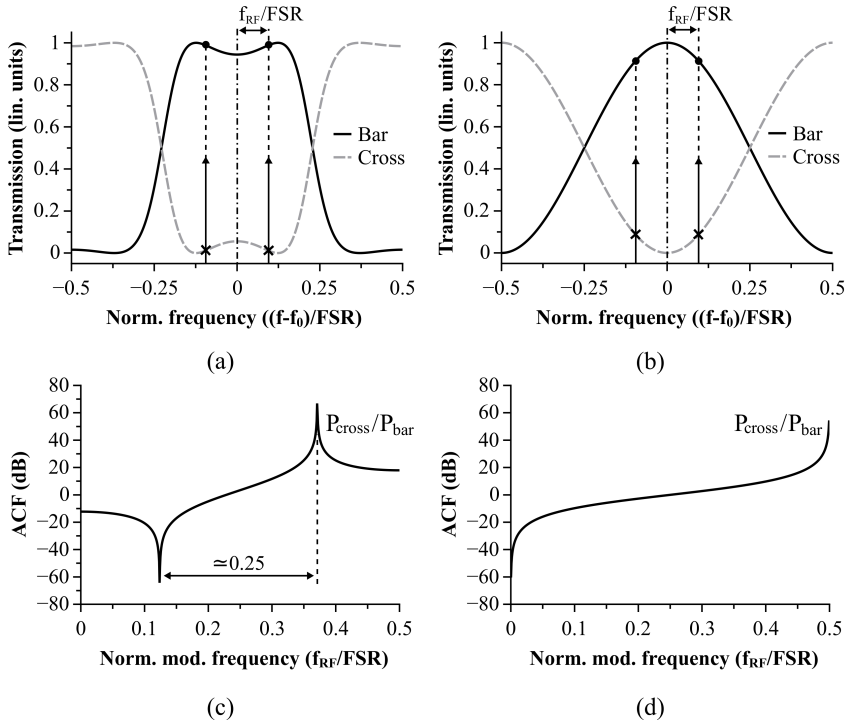 f_RF/FSR
Transmission (lin. units)
1
0.8
0.6
0.4
0.2
0
Bar
Cross
−0.5 −0.25 0 0.25 0.5
Norm. frequency ((f-f₀)/FSR)
(a)
f_RF/FSR
Transmission (lin. units)
1
0.8
0.6
0.4
0.2
0
Bar
Cross
−0.5 −0.25 0 0.25 0.5
Norm. frequency ((f-f₀)/FSR)
(b)
ACF (dB)
80
60
40
20
0
−20
−40
−60
−80
P_cross/P_bar
≃0.25
0 0.1 0.2 0.3 0.4 0.5
Norm. mod. frequency (f_RF/FSR)
(c)
ACF (dB)
80
60
40
20
0
−20
−40
−60
−80
P_cross/P_bar
0 0.1 0.2 0.3 0.4 0.5
Norm. mod. frequency (f_RF/FSR)
(d)